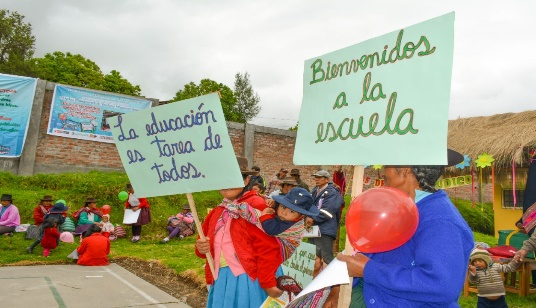 La educación
es tarea de
todos.
Bienvenidos
a la
escuela